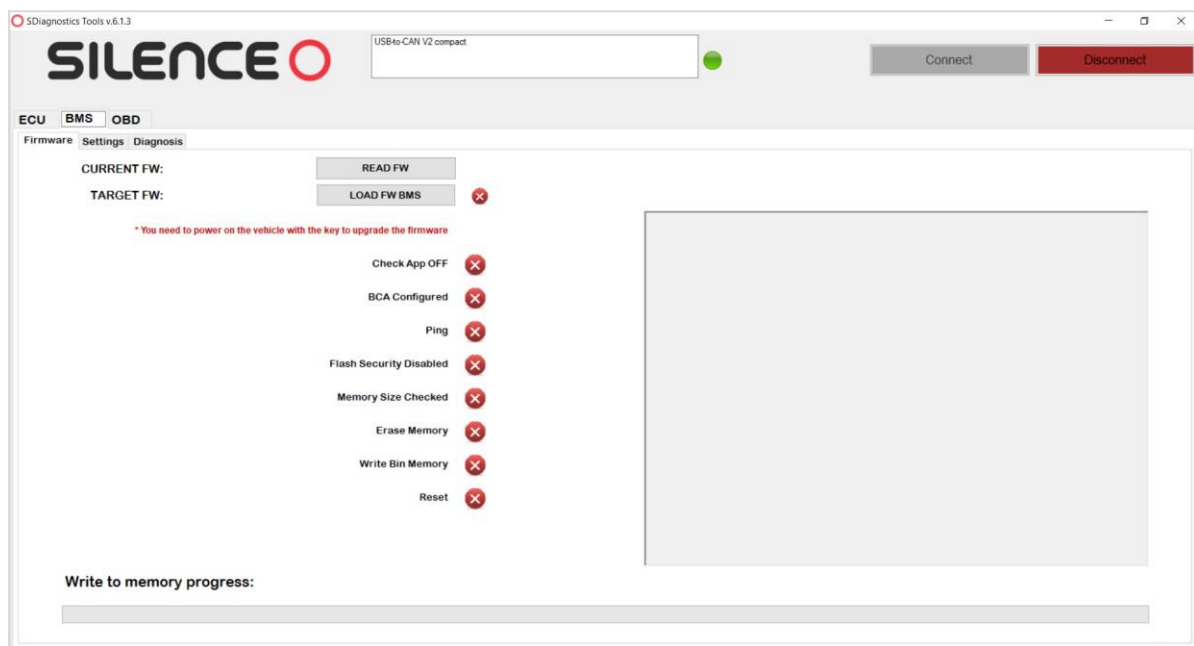 SDiagnostics Tools v.6.1.3
SILENCE
USB-to-CAN V2 compact
Connect
Disconnect
ECU BMS OBD
Firmware Settings Diagnosis
CURRENT FW:
READ FW
TARGET FW:
LOAD FW BMS
* You need to power on the vehicle with the key to upgrade the firmware
Check App OFF
BCA Configured
Ping
Flash Security Disabled
Memory Size Checked
Erase Memory
Write Bin Memory
Reset
Write to memory progress: